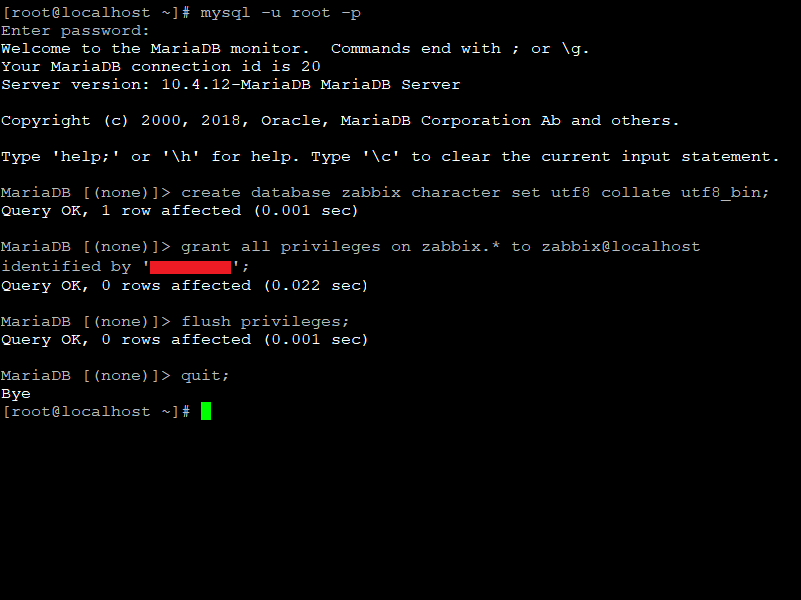 [root@localhost ~]# mysql -u root -p
Enter password:
Welcome to the MariaDB monitor.  Commands end with ; or \g.
Your MariaDB connection id is 20
Server version: 10.4.12-MariaDB MariaDB Server
Copyright (c) 2000, 2018, Oracle, MariaDB Corporation Ab and others.
Type 'help;' or '\h' for help. Type '\c' to clear the current input statement.
MariaDB [(none)]> create database zabbix character set utf8 collate utf8_bin;
Query OK, 1 row affected (0.001 sec)
MariaDB [(none)]> grant all privileges on zabbix.* to zabbix@localhost
identified by '';
Query OK, 0 rows affected (0.022 sec)
MariaDB [(none)]> flush privileges;
Query OK, 0 rows affected (0.001 sec)
MariaDB [(none)]> quit;
Bye
[root@localhost ~]#